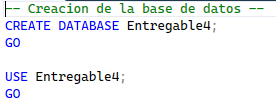 -- Creacion de la base de datos --
CREATE DATABASE Entregable4;
GO
USE Entregable4;
GO